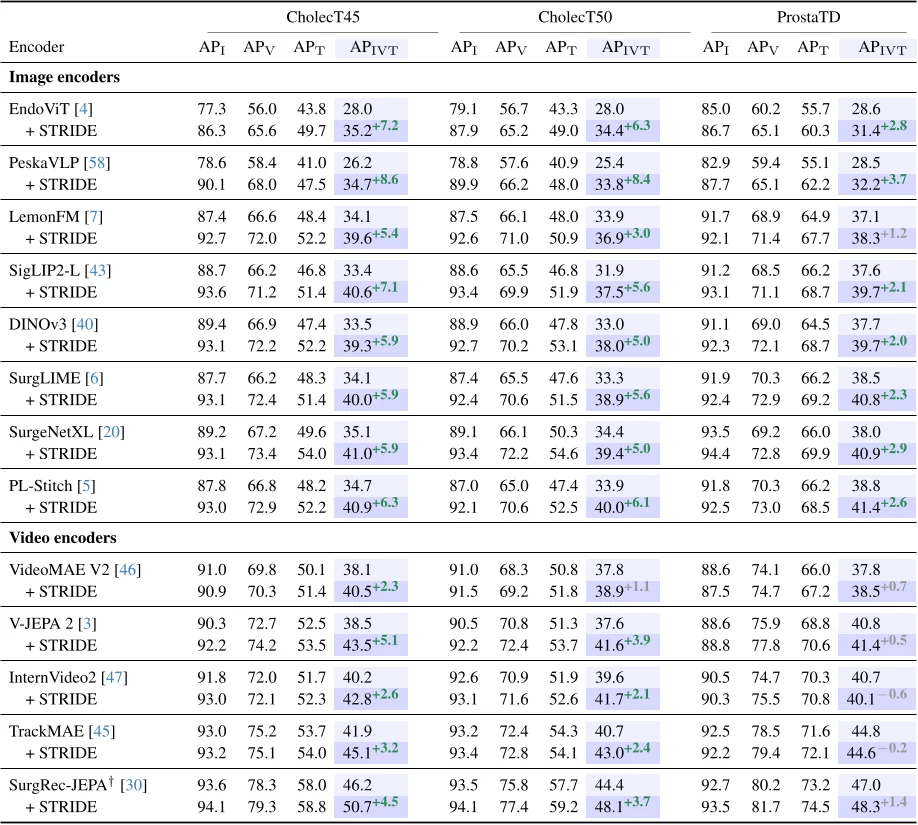 CholecT45 CholecT50 ProstaTD
Encoder AP_I AP_V AP_T AP_IVT AP_I AP_V AP_T AP_IVT AP_I AP_V AP_T AP_IVT
Image encoders
EndoViT [4] 77.3 56.0 43.8 28.0 79.1 56.7 43.3 28.0 85.0 60.2 55.7 28.6
+ STRIDE 86.3 65.6 49.7 35.2+7.2 87.9 65.2 49.0 34.4+6.3 86.7 65.1 60.3 31.4+2.8
PeskaVLP [58] 78.6 58.4 41.0 26.2 78.8 57.6 40.9 25.4 82.9 59.4 55.1 28.5
+ STRIDE 90.1 68.0 47.5 34.7+8.6 89.9 66.2 48.0 33.8+8.4 87.7 65.1 62.2 32.2+3.7
LemonFM [7] 87.4 66.6 48.4 34.1 87.5 66.1 48.0 33.9 91.7 68.9 64.9 37.1
+ STRIDE 92.7 72.0 52.2 39.6+5.4 92.6 71.0 50.9 36.9+3.0 92.1 71.4 67.7 38.3+1.2
SigLIP2-L [43] 88.7 66.2 46.8 33.4 88.6 65.5 46.8 31.9 91.2 68.5 66.2 37.6
+ STRIDE 93.6 71.2 51.4 40.6+7.1 93.4 69.9 51.9 37.5+5.6 93.1 71.1 68.7 39.7+2.1
DINOv3 [40] 89.4 66.9 47.4 33.5 88.9 66.0 47.8 33.0 91.1 69.0 64.5 37.7
+ STRIDE 93.1 72.2 52.2 39.3+5.9 92.7 70.2 53.1 38.0+5.0 92.3 72.1 68.7 39.7+2.0
SurgLIME [6] 87.7 66.2 48.3 34.1 87.4 65.5 47.6 33.3 91.9 70.3 66.2 38.5
+ STRIDE 93.1 72.4 51.4 40.0+5.9 92.4 70.6 51.5 38.9+5.6 92.4 72.9 69.2 40.8+2.3
SurgeNetXL [20] 89.2 67.2 49.6 35.1 89.1 66.1 50.3 34.4 93.5 69.2 66.0 38.0
+ STRIDE 93.1 73.4 54.0 41.0+5.9 93.4 72.2 54.6 39.4+5.0 94.4 72.8 69.9 40.9+2.9
PL-Stitch [5] 87.8 66.8 48.2 34.7 87.0 65.0 47.4 33.9 91.8 70.3 66.2 38.8
+ STRIDE 93.0 72.9 52.2 40.9+6.3 92.1 70.6 52.5 40.0+6.1 92.5 73.0 68.5 41.4+2.6
Video encoders
VideoMAE V2 [46] 91.0 69.8 50.1 38.1 91.0 68.3 50.8 37.8 88.6 74.1 66.0 37.8
+ STRIDE 90.9 70.3 51.4 40.5+2.3 91.5 69.2 51.8 38.9+1.1 87.5 74.7 67.2 38.5+0.7
V-JEPA 2 [3] 90.3 72.7 52.5 38.5 90.5 70.8 51.3 37.6 88.6 75.9 68.8 40.8
+ STRIDE 92.2 74.2 53.5 43.5+5.1 92.2 72.4 53.7 41.6+3.9 88.8 77.8 70.6 41.4+0.5
InternVideo2 [47] 91.8 72.0 51.7 40.2 92.6 70.9 51.9 39.6 90.5 74.7 70.3 40.7
+ STRIDE 93.0 72.1 52.3 42.8+2.6 93.1 71.6 52.6 41.7+2.1 90.3 75.5 70.8 40.1−0.6
TrackMAE [45] 93.0 75.2 53.7 41.9 93.2 72.4 54.3 40.7 92.5 78.5 71.6 44.8
+ STRIDE 93.2 75.1 54.0 45.1+3.2 93.4 72.8 54.1 43.0+2.4 92.2 79.4 72.1 44.6−0.2
SurgRec-JEPA† [30] 93.6 78.3 58.0 46.2 93.5 75.8 57.7 44.4 92.7 80.2 73.2 47.0
+ STRIDE 94.1 79.3 58.8 50.7+4.5 94.1 77.4 59.2 48.1+3.7 93.5 81.7 74.5 48.3+1.4